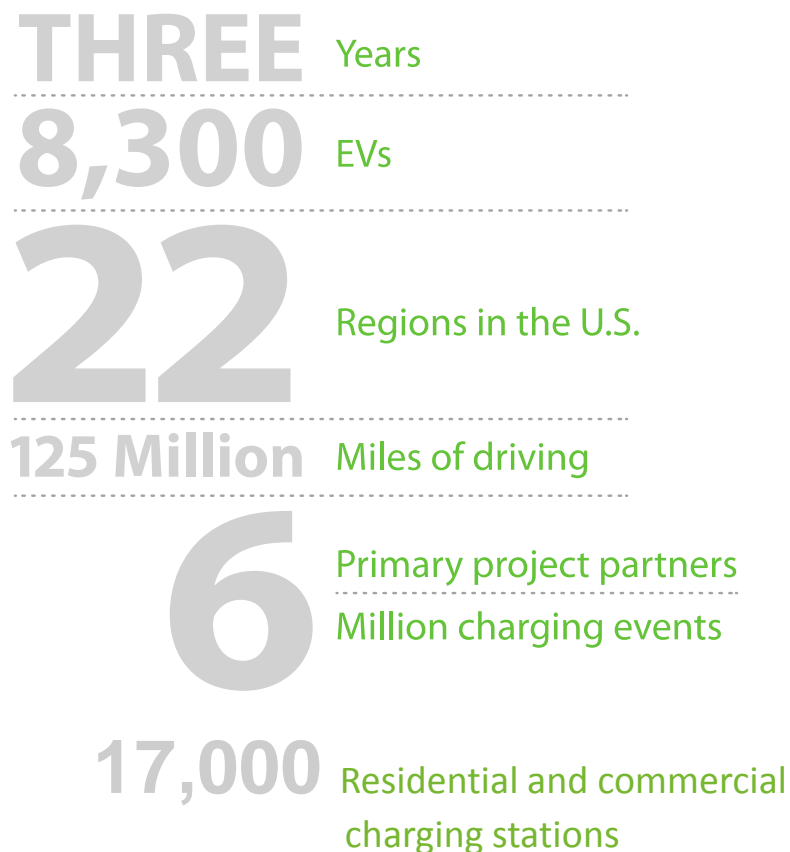 THREE Years
8,300 EVs
22 Regions in the U.S.
125 Million Miles of driving
6 Primary project partners
Million charging events
17,000 Residential and commercial
charging stations